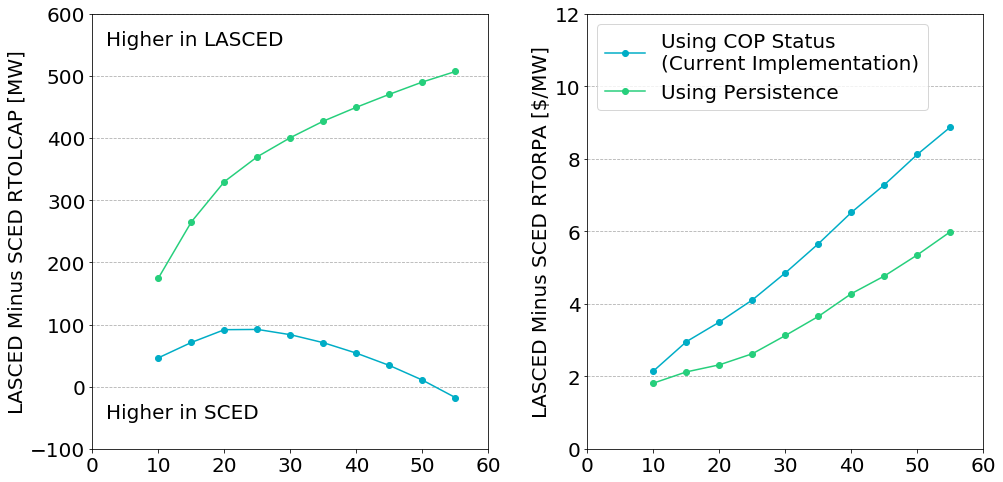 LASCED Minus SCED RTOLCAP [MW]
600
500
400
300
200
100
0
−100
Higher in LASCED
Higher in SCED
0 10 20 30 40 50 60
LASCED Minus SCED RTORPA [$/MW]
12
10
8
6
4
2
0
Using COP Status
(Current Implementation)
Using Persistence
0 10 20 30 40 50 60